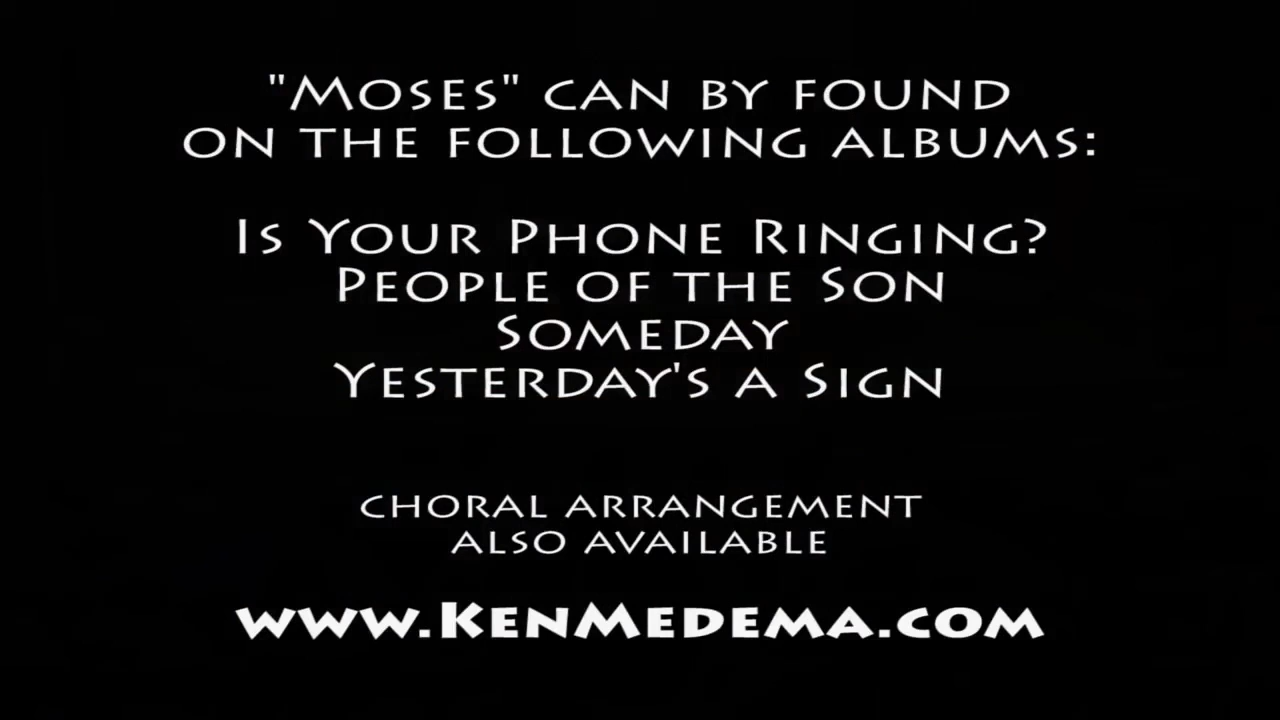 "Moses" can by found
on the following albums:
Is Your Phone Ringing?
People of the Son
Someday
Yesterday's a Sign
choral arrangement
also available
www.KenMedema.com